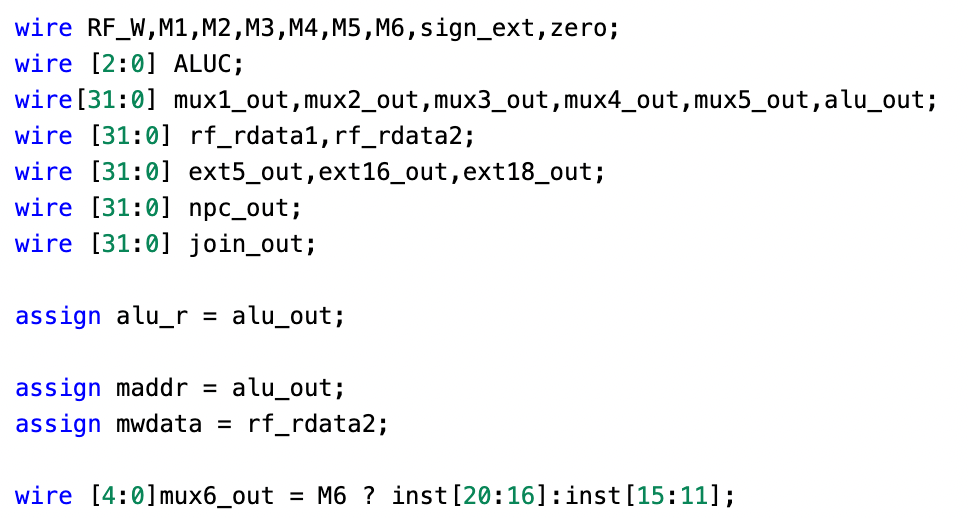 wire RF_W,M1,M2,M3,M4,M5,M6,sign_ext,zero;
wire [2:0] ALUC;
wire[31:0] mux1_out,mux2_out,mux3_out,mux4_out,mux5_out,alu_out;
wire [31:0] rf_rdata1,rf_rdata2;
wire [31:0] ext5_out,ext16_out,ext18_out;
wire [31:0] npc_out;
wire [31:0] join_out;
assign alu_r = alu_out;
assign maddr = alu_out;
assign mwdata = rf_rdata2;
wire [4:0]mux6_out = M6 ? inst[20:16]:inst[15:11];